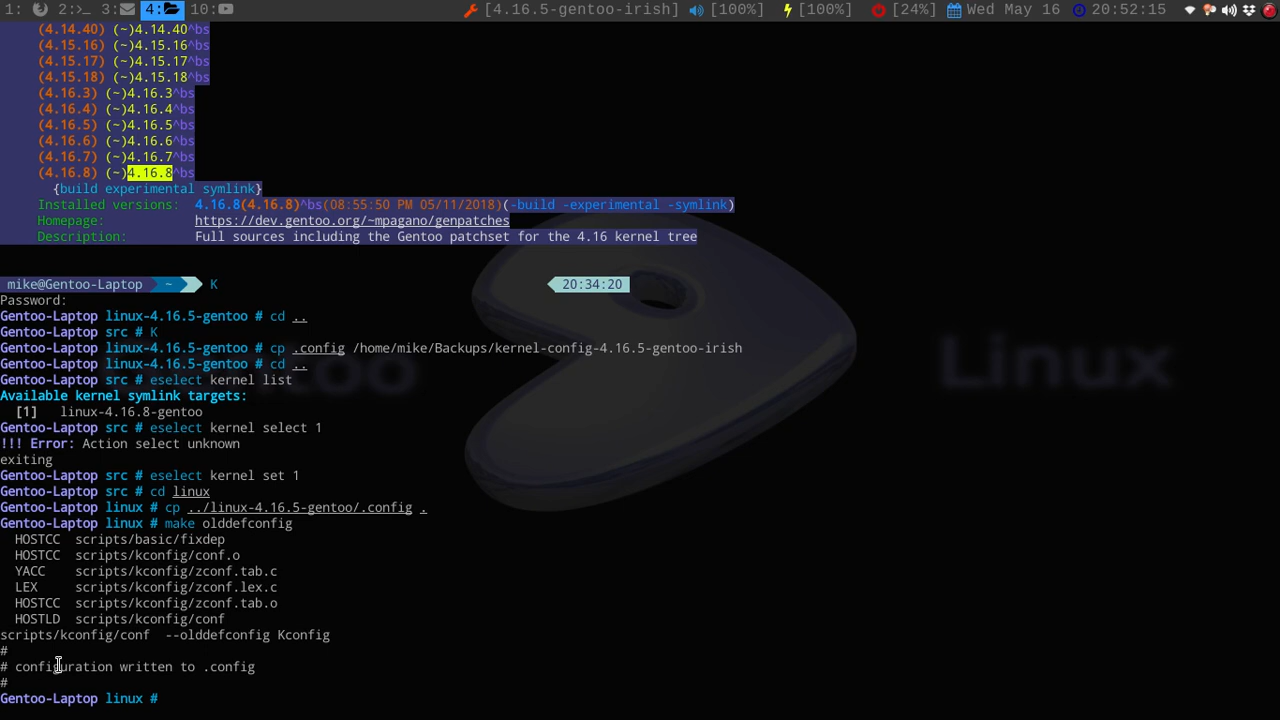 1: 2:>_ 3: 4: 10: [4.16.5-gentoo-irish] [100%] [100%] [24%] Wed May 16 20:52:15
(4.14.40) (~)4.14.40^bs
(4.15.16) (~)4.15.16^bs
(4.15.17) (~)4.15.17^bs
(4.15.18) (~)4.15.18^bs
(4.16.3) (~)4.16.3^bs
(4.16.4) (~)4.16.4^bs
(4.16.5) (~)4.16.5^bs
(4.16.6) (~)4.16.6^bs
(4.16.7) (~)4.16.7^bs
(4.16.8) (~)4.16.8^bs
{build experimental symlink}
Installed versions: 4.16.8(4.16.8)^bs(08:55:50 PM 05/11/2018)(-build -experimental -symlink)
Homepage: https://dev.gentoo.org/~mpagano/genpatches
Description: Full sources including the Gentoo patchset for the 4.16 kernel tree
mike@Gentoo-Laptop ~ K 20:34:20
Password:
Gentoo-Laptop linux-4.16.5-gentoo # cd ..
Gentoo-Laptop src # K
Gentoo-Laptop linux-4.16.5-gentoo # cp .config /home/mike/Backups/kernel-config-4.16.5-gentoo-irish
Gentoo-Laptop linux-4.16.5-gentoo # cd ..
Gentoo-Laptop src # eselect kernel list
Available kernel symlink targets:
[1] linux-4.16.8-gentoo
Gentoo-Laptop src # eselect kernel select 1
!!! Error: Action select unknown
exiting
Gentoo-Laptop src # eselect kernel set 1
Gentoo-Laptop src # cd linux
Gentoo-Laptop linux # cp ../linux-4.16.5-gentoo/.config .
Gentoo-Laptop linux # make olddefconfig
HOSTCC scripts/basic/fixdep
HOSTCC scripts/kconfig/conf.o
YACC scripts/kconfig/zconf.tab.c
LEX scripts/kconfig/zconf.lex.c
HOSTCC scripts/kconfig/zconf.tab.o
HOSTLD scripts/kconfig/conf
scripts/kconfig/conf --olddefconfig Kconfig
#
# configuration written to .config
#
Gentoo-Laptop linux #
Linux